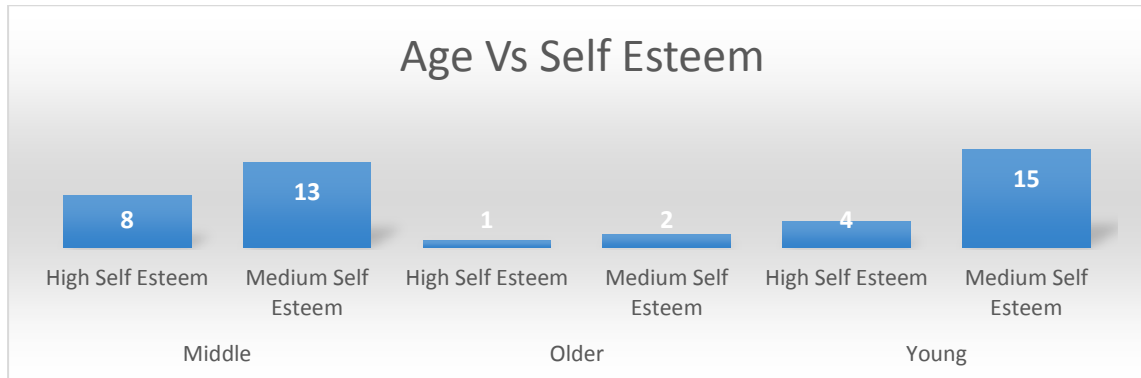 Age Vs Self Esteem
8
13
1
2
4
15
High Self Esteem
Medium Self
Esteem
High Self Esteem
Medium Self
Esteem
High Self Esteem
Medium Self
Esteem
Middle
Older
Young